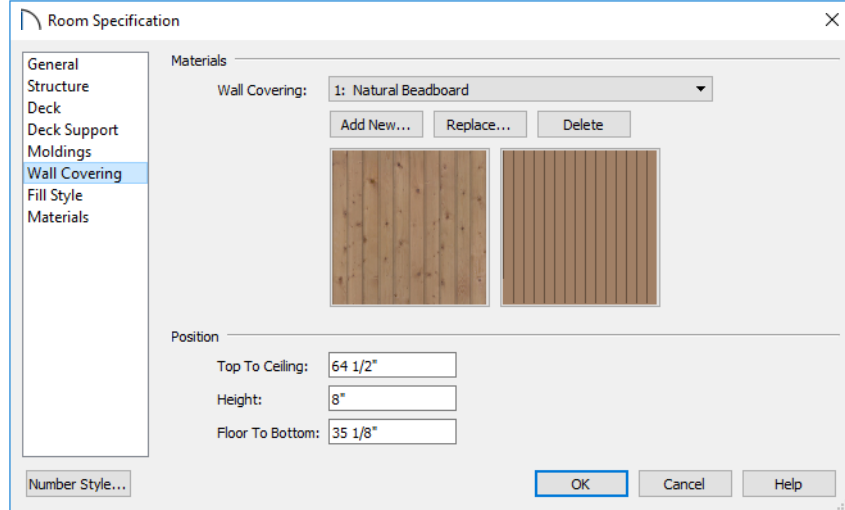 Room Specification
General
Structure
Deck
Deck Support
Moldings
Wall Covering
Fill Style
Materials
Materials
Wall Covering: 1: Natural Beadboard
Add New... Replace... Delete
Position
Top To Ceiling: 64 1/2"
Height: 8"
Floor To Bottom: 35 1/8"
Number Style... OK Cancel Help